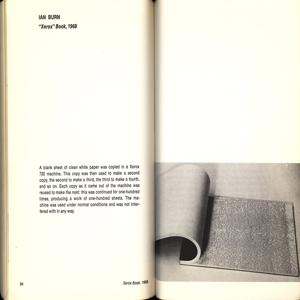 IAN BURN
"Xerox" Book, 1968
A blank sheet of clean white paper was copied in a Xerox
720 machine. This copy was then used to make a second
copy, the second to make a third, the third to make a fourth,
and so on. Each copy as it came out of the machine was
reused to make the next: this was continued for one-hundred
times, producing a work of one-hundred sheets. The ma-
chine was used under normal conditions and was not inter-
fered with in any way.
Xerox Book, 1968